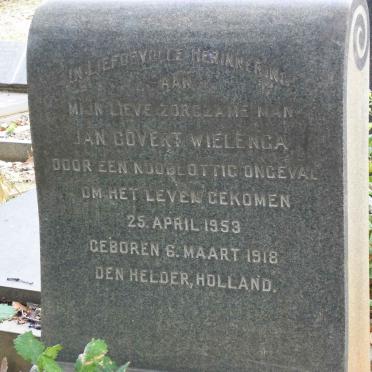 IN LIEFDEVOLLE HERINNERING
AAN
MIJN LIEVE ZORGZAME MAN
JAN GOVERT WIELENGA
DOOR EEN NOODLOTTIG ONGEVAL
OM HET LEVEN GEKOMEN
25. APRIL 1953
GEBOREN 6. MAART 1918
DEN HELDER, HOLLAND.